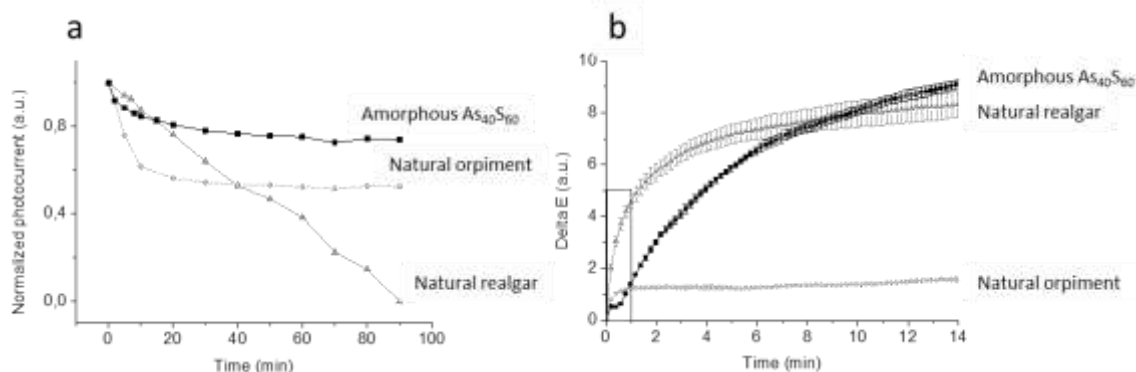 a
Normalized photocurrent (a.u.)
0,8
0,4
0,0
0 20 40 60 80 100
Time (min)
Amorphous As₄₀S₆₀
Natural orpiment
Natural realgar
b
Delta E (a.u.)
10
8
6
4
2
0
0 2 4 6 8 10 12 14
Time (min)
Amorphous As₄₀S₆₀
Natural realgar
Natural orpiment